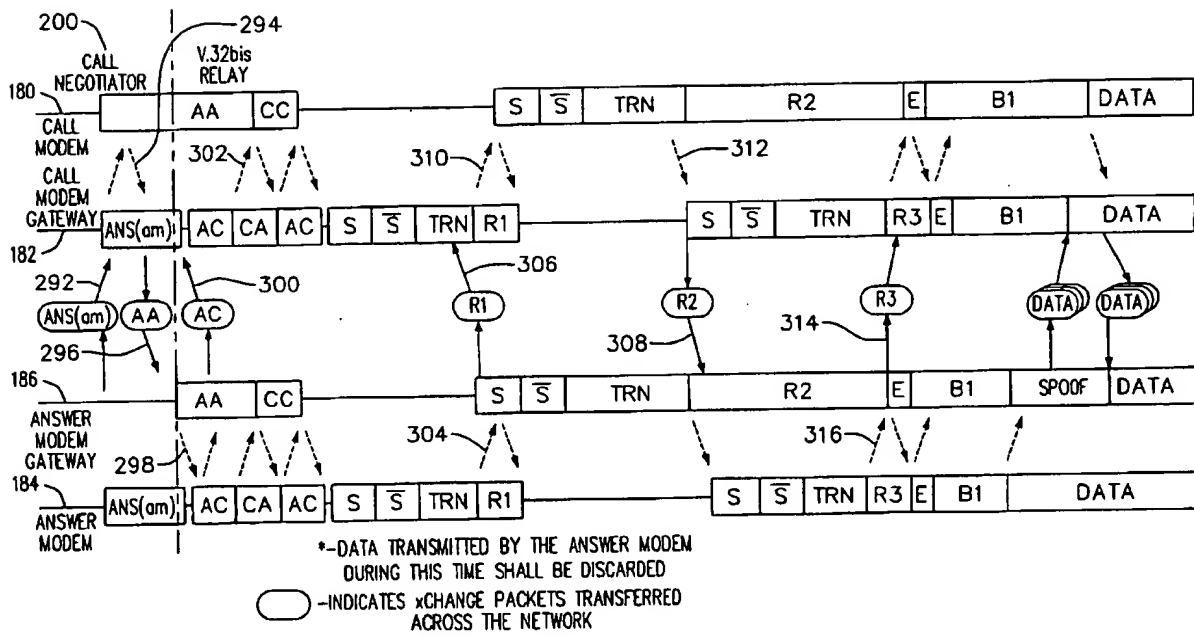 200
294
CALL
NEGOTIATOR
V.32bis
RELAY
180
AA CC S S̅ TRN R2 E B1 DATA
CALL
MODEM
302 310 312
CALL
MODEM
GATEWAY
182
ANS(am) AC CA AC S S̅ TRN R1 S S̅ TRN R3 E B1 DATA
292 300 306
ANS(am) AA AC R1 R2 R3 DATA DATA
296 308 314
186
AA CC S S̅ TRN R2 E B1 SPOOF DATA
ANSWER
MODEM
GATEWAY
298 304 316
184
ANS(am) AC CA AC S S̅ TRN R1 S S̅ TRN R3 E B1 DATA
ANSWER
MODEM
*-DATA TRANSMITTED BY THE ANSWER MODEM
DURING THIS TIME SHALL BE DISCARDED
-INDICATES xCHANGE PACKETS TRANSFERRED
ACROSS THE NETWORK